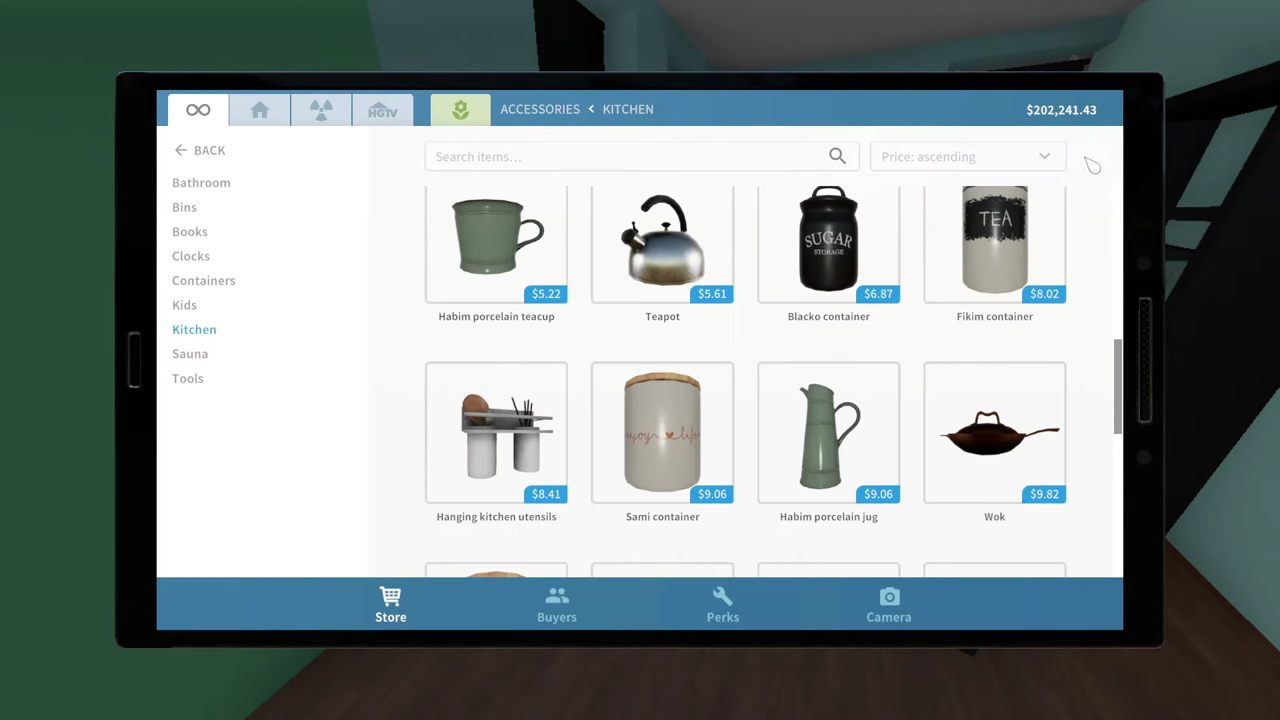 HGTV
ACCESSORIES < KITCHEN
$202,241.43
BACK
Search items...
Price: ascending
Bathroom
Bins
Books
Clocks
Containers
Kids
Kitchen
Sauna
Tools
SUGAR
STORAGE
TEA
$5.22
$5.61
$6.87
$8.02
Habim porcelain teacup
Teapot
Blacko container
Fikim container
enjoy life
$8.41
$9.06
$9.06
$9.82
Hanging kitchen utensils
Sami container
Habim porcelain jug
Wok
Store
Buyers
Perks
Camera